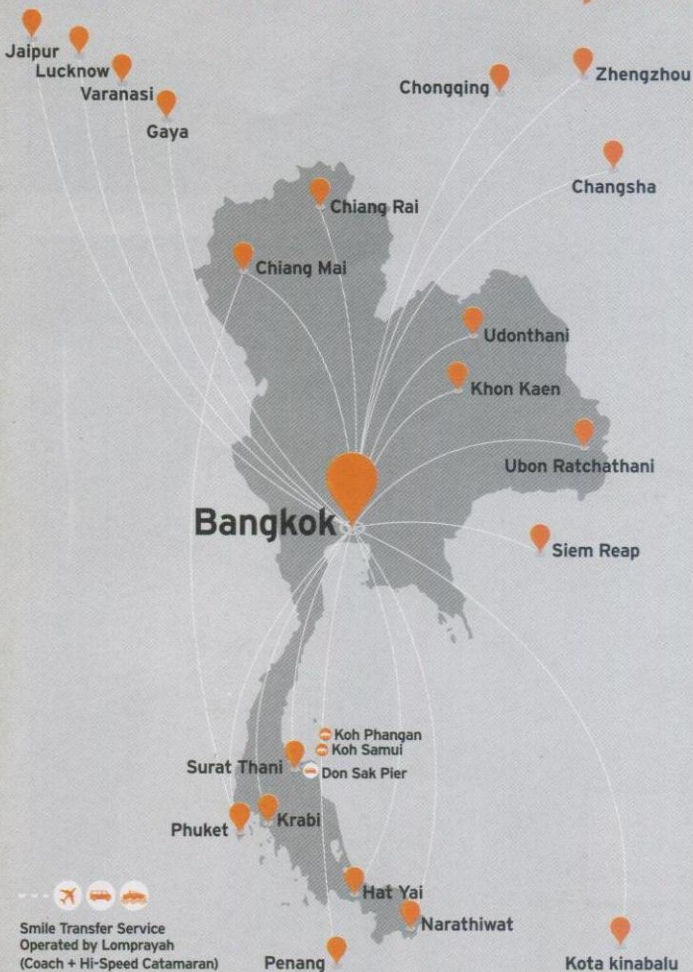 Jaipur
Lucknow
Varanasi
Gaya
Chongqing
Zhengzhou
Changsha
Chiang Rai
Chiang Mai
Udonthani
Khon Kaen
Ubon Ratchathani
Bangkok
Siem Reap
Koh Phangan
Koh Samui
Surat Thani
Don Sak Pier
Phuket
Krabi
Hat Yai
Narathiwat
Smile Transfer Service
Operated by Lomprayah
(Coach + Hi-Speed Catamaran)
Penang
Kota kinabalu